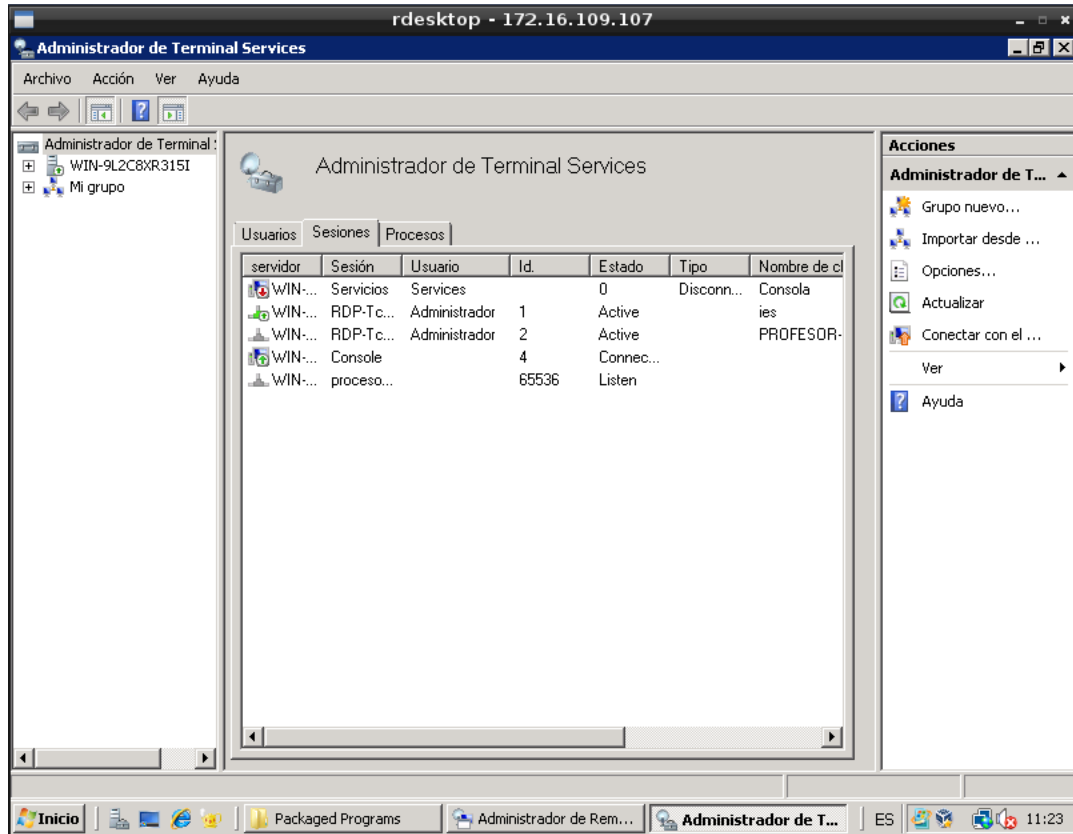 rdesktop - 172.16.109.107
Administrador de Terminal Services
Archivo Acción Ver Ayuda
Administrador de Terminal
WIN-9L2C8XR315I
Mi grupo
Administrador de Terminal Services
Usuarios Sesiones Procesos
servidor Sesión Usuario Id. Estado Tipo Nombre de cl
WIN-... Servicios Services 0 Disconn... Consola
WIN-... RDP-Tc... Administrador 1 Active ies
WIN-... RDP-Tc... Administrador 2 Active PROFESOR-
WIN-... Console 4 Connec...
WIN-... proceso... 65536 Listen
Acciones
Administrador de T...
Grupo nuevo...
Importar desde ...
Opciones...
Actualizar
Conectar con el ...
Ver
Ayuda
Inicio Packaged Programs Administrador de Rem... Administrador de T... ES 11:23